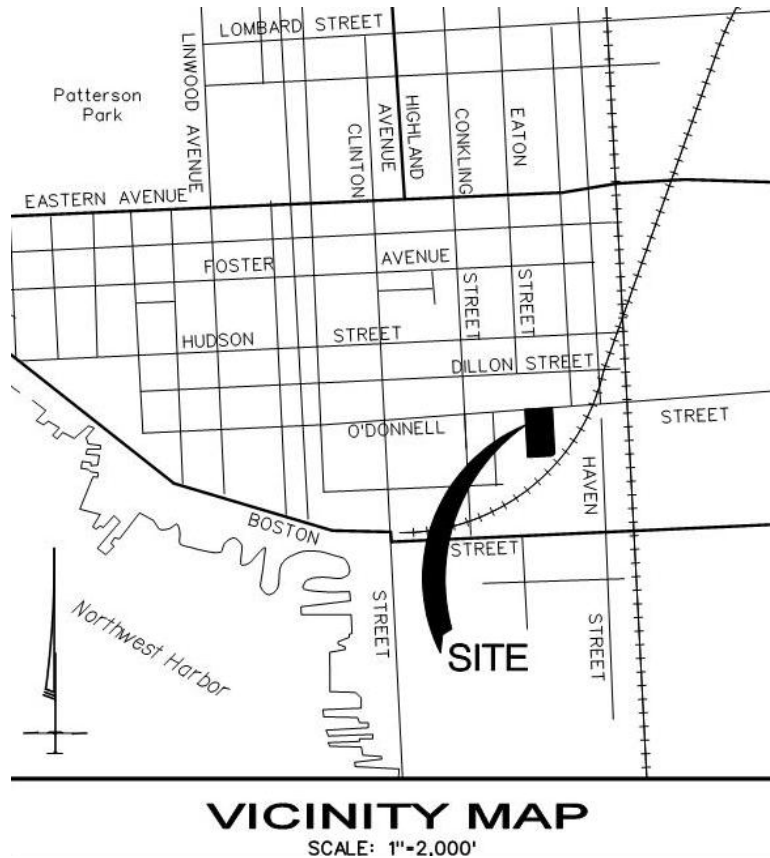 LOMBARD STREET
LINWOOD AVENUE
Patterson
Park
CLINTON
AVENUE
HIGHLAND
CONKLING
EATON
EASTERN AVENUE
FOSTER AVENUE
STREET
STREET
HUDSON STREET
DILLON STREET
O'DONNELL STREET
HAVEN
BOSTON STREET
STREET
STREET
Northwest Harbor
SITE
VICINITY MAP
SCALE: 1"=2,000'